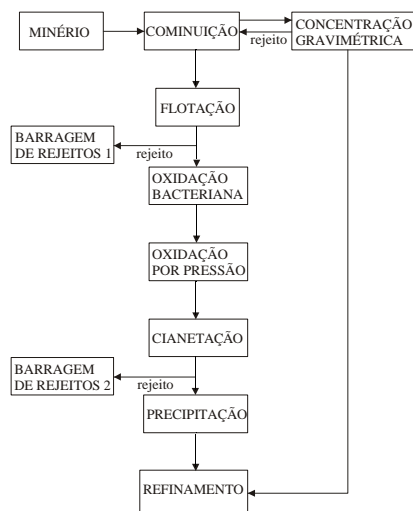 MINÉRIO
COMINUIÇÃO
CONCENTRAÇÃO
GRAVIMÉTRICA
rejeito
FLOTAÇÃO
BARRAGEM
DE REJEITOS 1
rejeito
OXIDAÇÃO
BACTERIANA
OXIDAÇÃO
POR PRESSÃO
CIANETAÇÃO
BARRAGEM
DE REJEITOS 2
rejeito
PRECIPITAÇÃO
REFINAMENTO